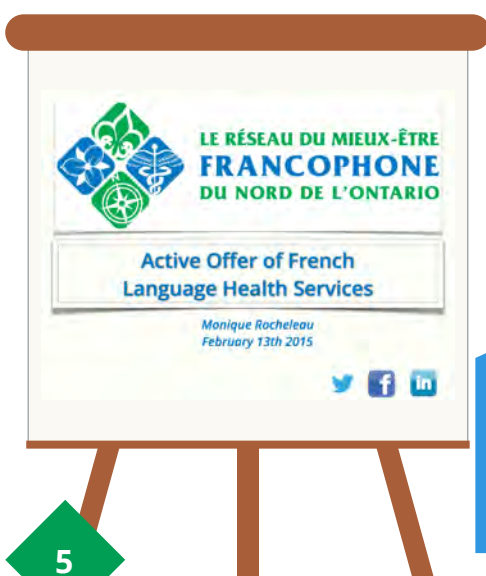 LE RÉSEAU DU MIEUX-ÊTRE
FRANCOPHONE
DU NORD DE L'ONTARIO
Active Offer of French
Language Health Services
Monique Rocheleau
February 13th 2015
5